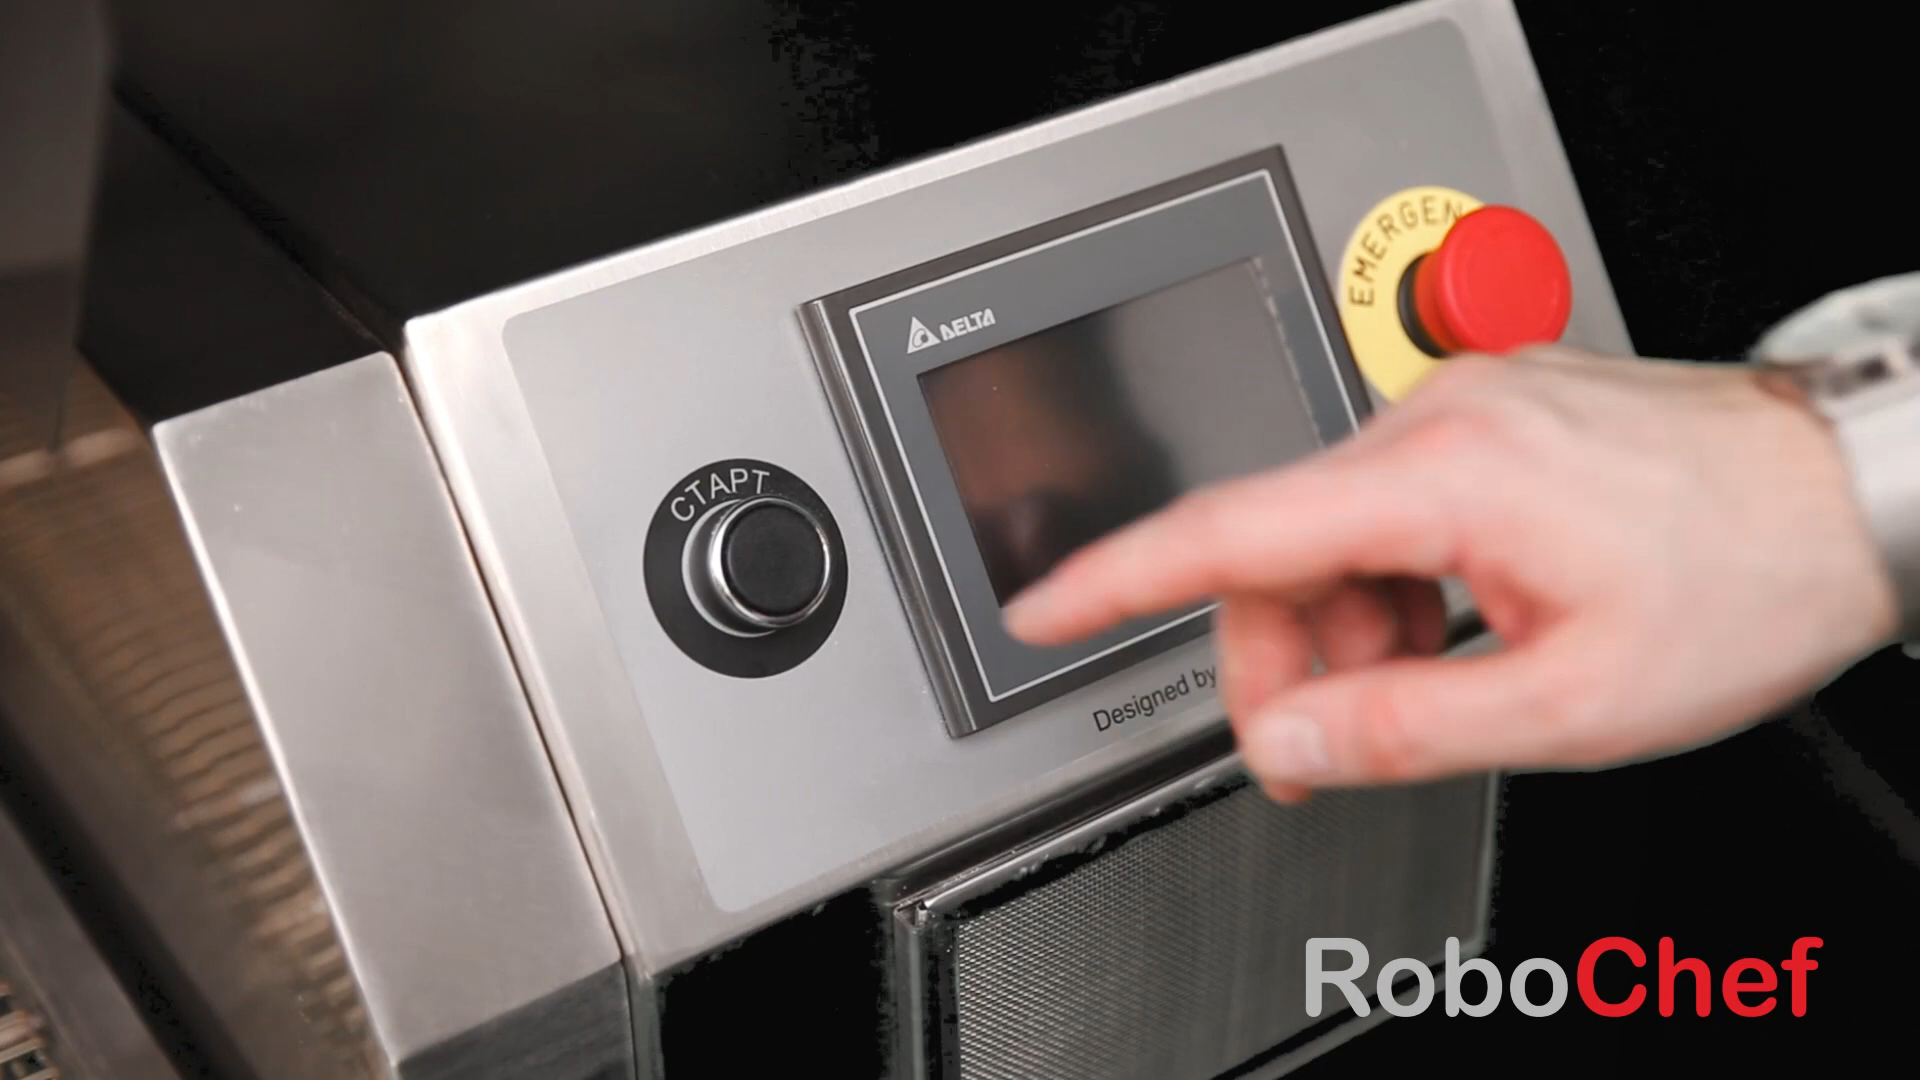 DELTA
СТАРТ
EMERGEN
Designed by
RoboChef